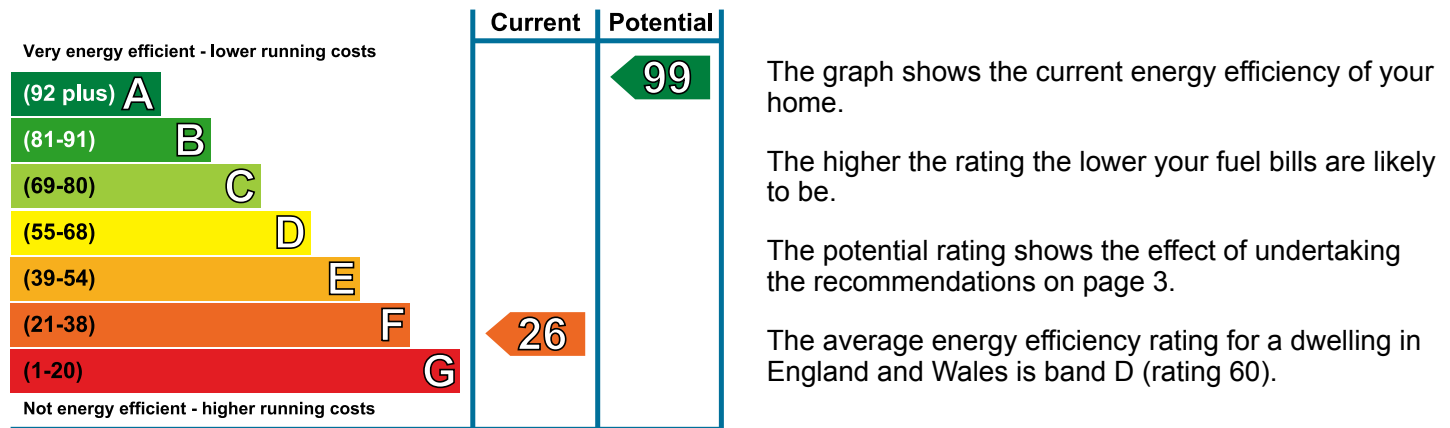 Current Potential
Very energy efficient - lower running costs
(92 plus) A
99
(81-91) B
(69-80) C
(55-68) D
(39-54) E
(21-38) F
26
(1-20) G
Not energy efficient - higher running costs
The graph shows the current energy efficiency of your
home.
The higher the rating the lower your fuel bills are likely
to be.
The potential rating shows the effect of undertaking
the recommendations on page 3.
The average energy efficiency rating for a dwelling in
England and Wales is band D (rating 60).